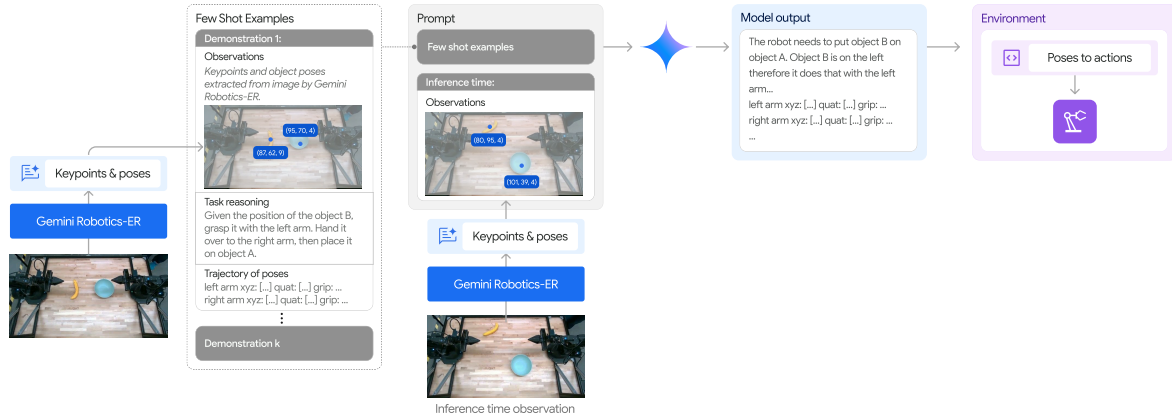 Few Shot Examples
Demonstration 1:
Observations
Keypoints and object poses
extracted from image by Gemini
Robotics-ER.
(95, 70, 4)
(87, 62, 9)
Task reasoning
Given the position of the object B,
grasp it with the left arm. Hand it
over to the right arm, then place it
on object A.
Trajectory of poses
left arm xyz: [...] quat: [...] grip: ...
right arm xyz: [...] quat: [...] grip: ...
Demonstration k
Keypoints & poses
Gemini Robotics-ER
Prompt
Few shot examples
Inference time:
Observations
(80, 95, 4)
(101, 39, 4)
Keypoints & poses
Gemini Robotics-ER
Inference time observation
Model output
The robot needs to put object B on
object A. Object B is on the left
therefore it does that with the left
arm...
left arm xyz: [...] quat: [...] grip: ...
right arm xyz: [...] quat: [...] grip: ...
...
Environment
Poses to actions